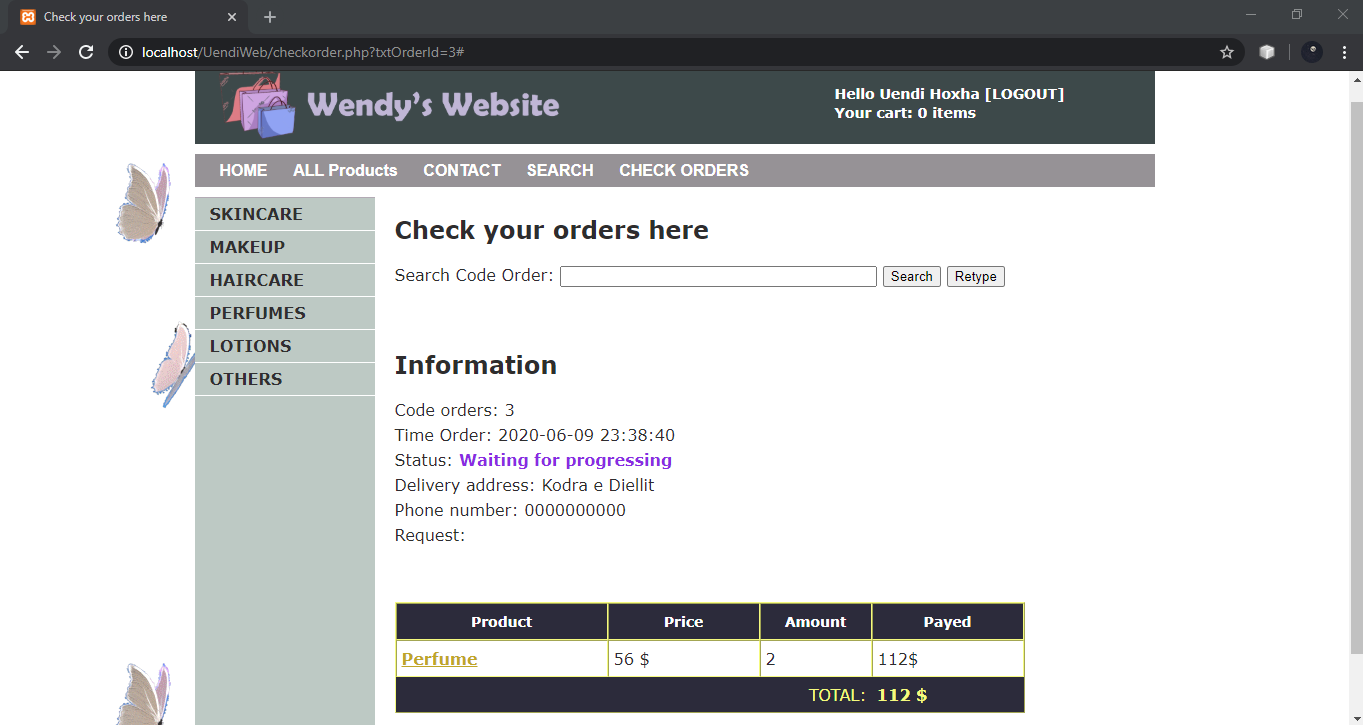 Check your orders here
localhost/UendiWeb/checkorder.php?txtOrderId=3#
Wendy's Website
Hello Uendi Hoxha [LOGOUT]
Your cart: 0 items
HOME ALL Products CONTACT SEARCH CHECK ORDERS
SKINCARE
MAKEUP
HAIRCARE
PERFUMES
LOTIONS
OTHERS
Check your orders here
Search Code Order: Search Retype
Information
Code orders: 3
Time Order: 2020-06-09 23:38:40
Status: Waiting for progressing
Delivery address: Kodra e Diellit
Phone number: 0000000000
Request:
Product Price Amount Payed
Perfume 56 $ 2 112$
TOTAL: 112 $